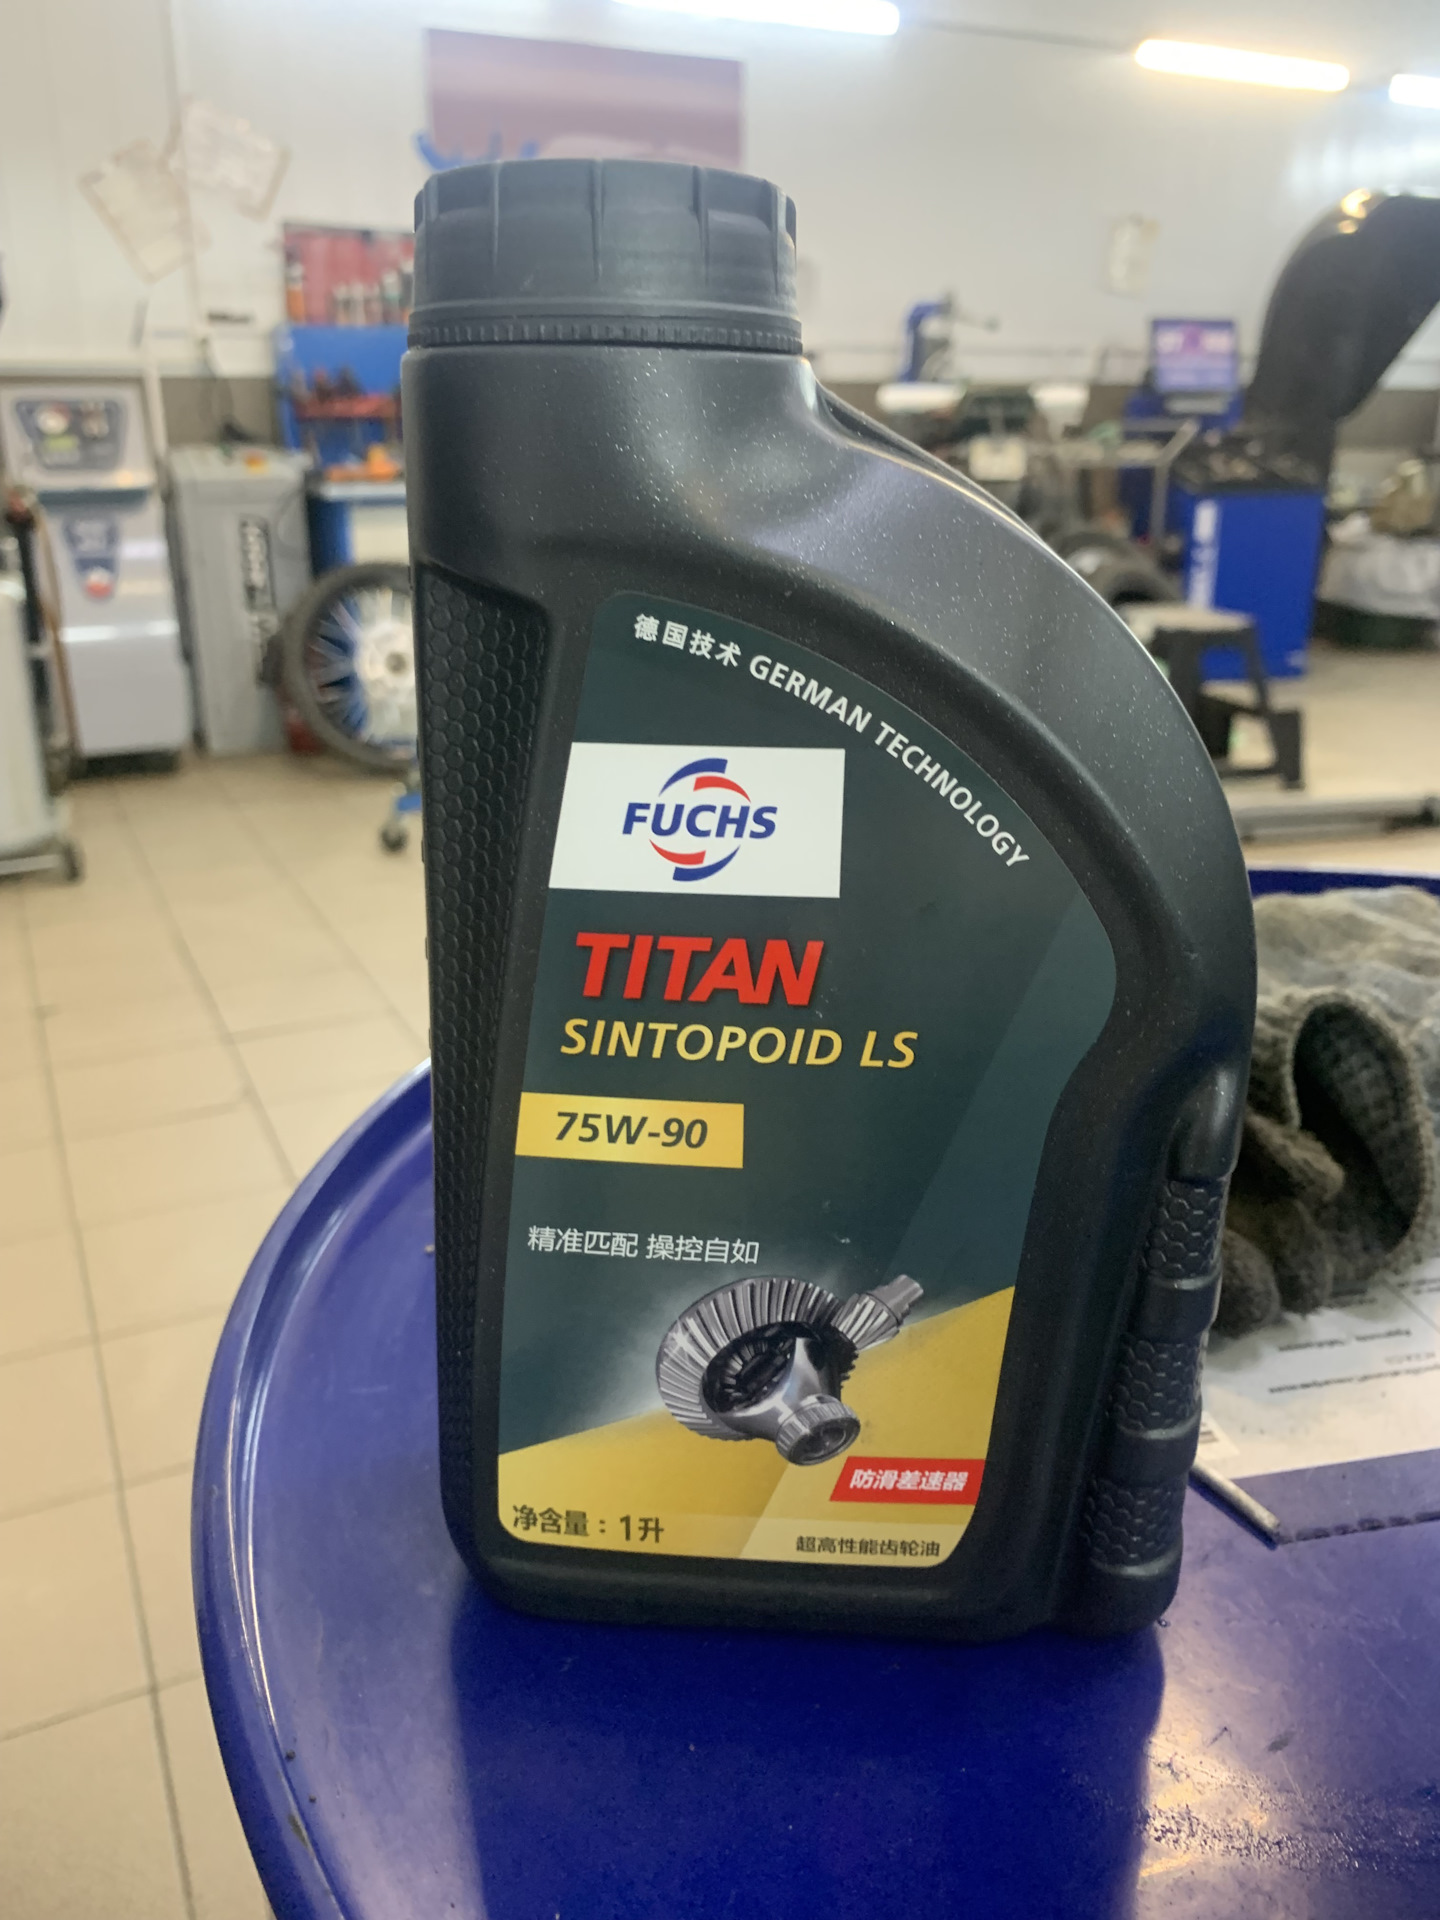 德国技术 GERMAN TECHNOLOGY
FUCHS
TITAN
SINTOPOID LS
75W-90
精准匹配 操控自如
防滑差速器
净含量：1升
超高性能齿轮油